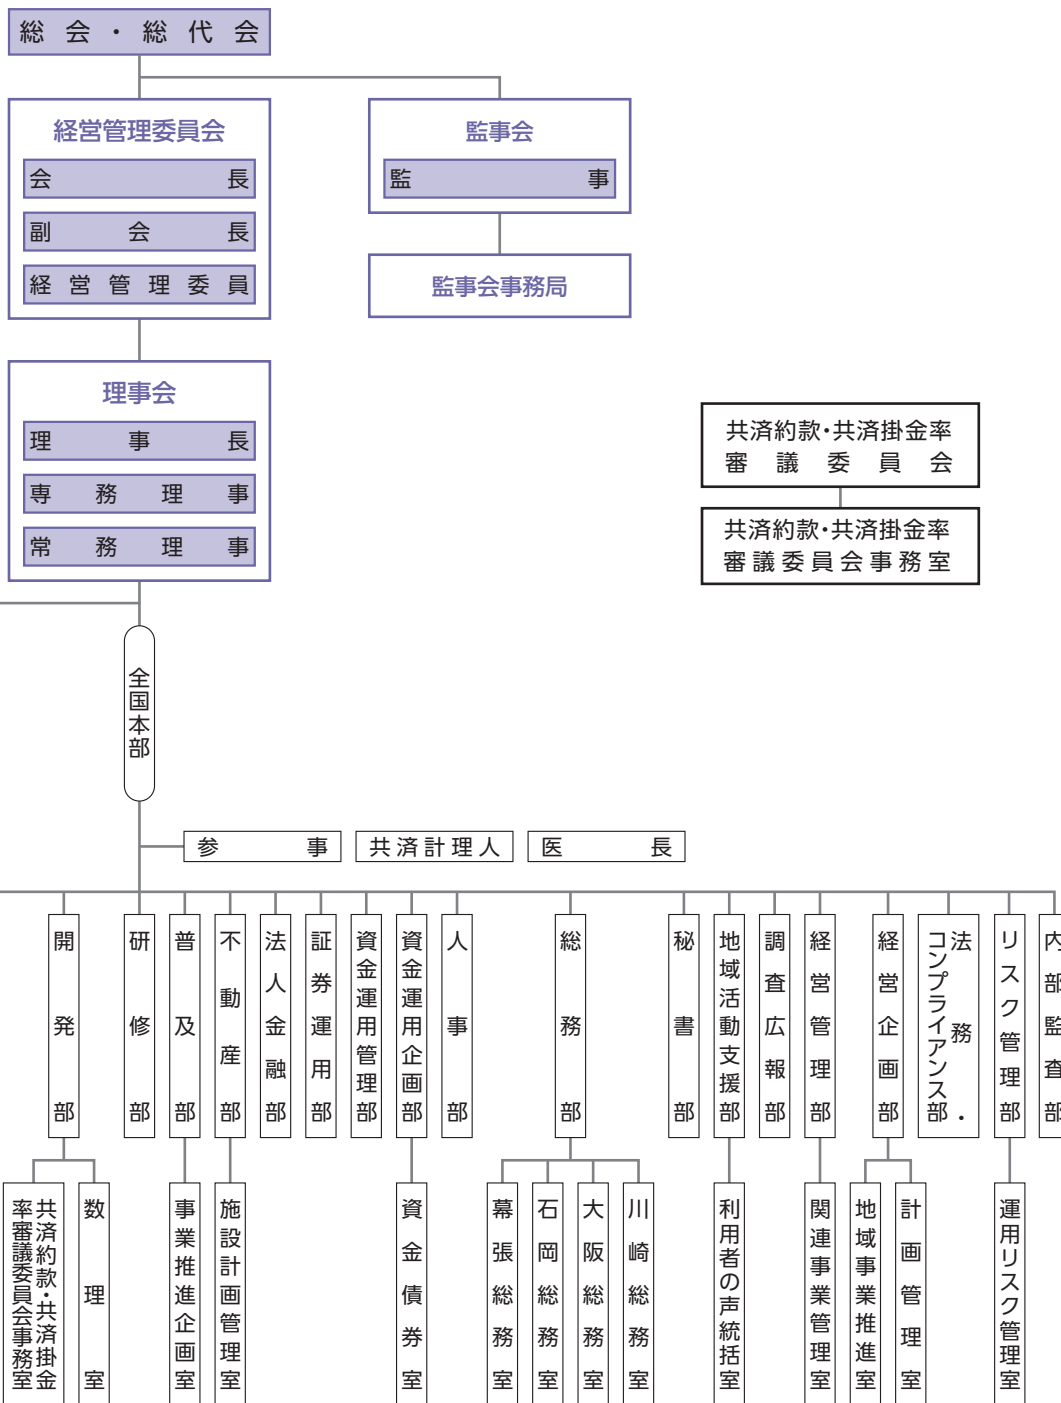 総会・総代会
経営管理委員会
会長
副会長
経営管理委員
監事会
監事
監事会事務局
理事会
理事長
専務理事
常務理事
共済約款・共済掛金率
審議委員会
共済約款・共済掛金率
審議委員会事務室
全国本部
参事
共済計理人
医長
内部監査部
リスク管理部
法務・
コンプライアンス部
経営企画部
経営管理部
調査広報部
地域活動支援部
秘書部
総務部
人事部
資金運用企画部
資金運用管理部
証券運用部
法人金融部
不動産部
普及部
研修部
開発部
運用リスク管理室
計画管理室
地域事業推進室
関連事業管理室
利用者の声統括室
川崎総務室
大阪総務室
石岡総務室
幕張総務室
資金債券室
施設計画管理室
事業推進企画室
数理室
共済約款・共済掛金
率審議委員会事務室